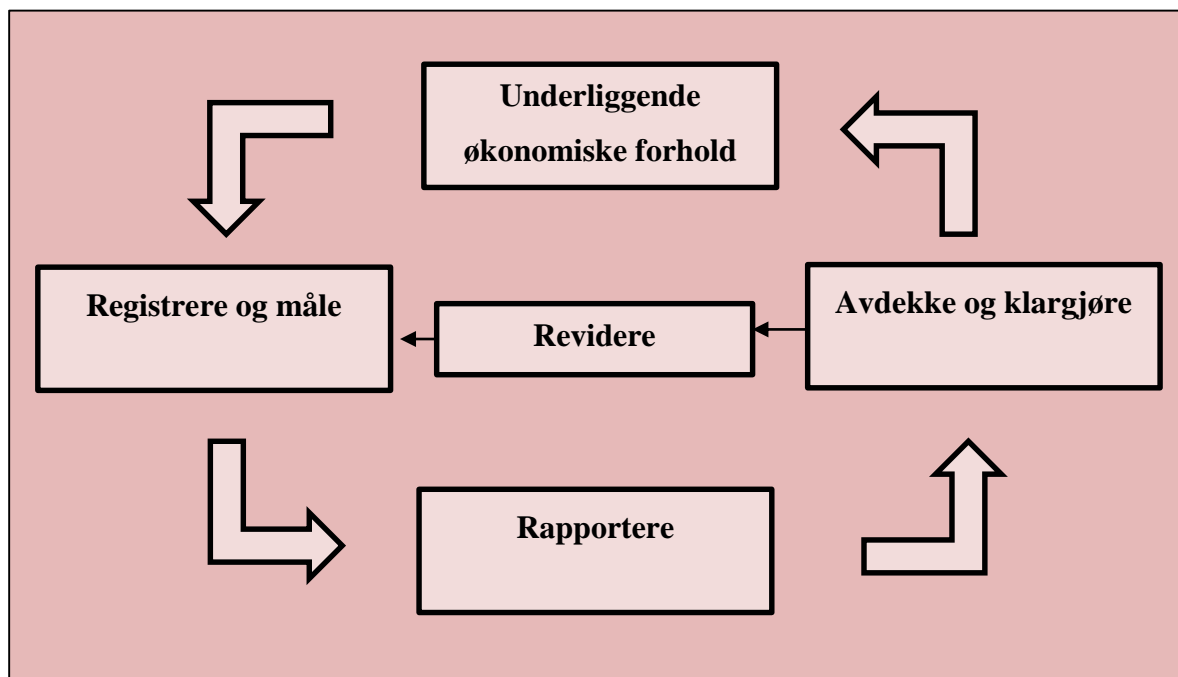 Underliggende
økonomiske forhold
Registrere og måle
Revidere
Avdekke og klargjøre
Rapportere